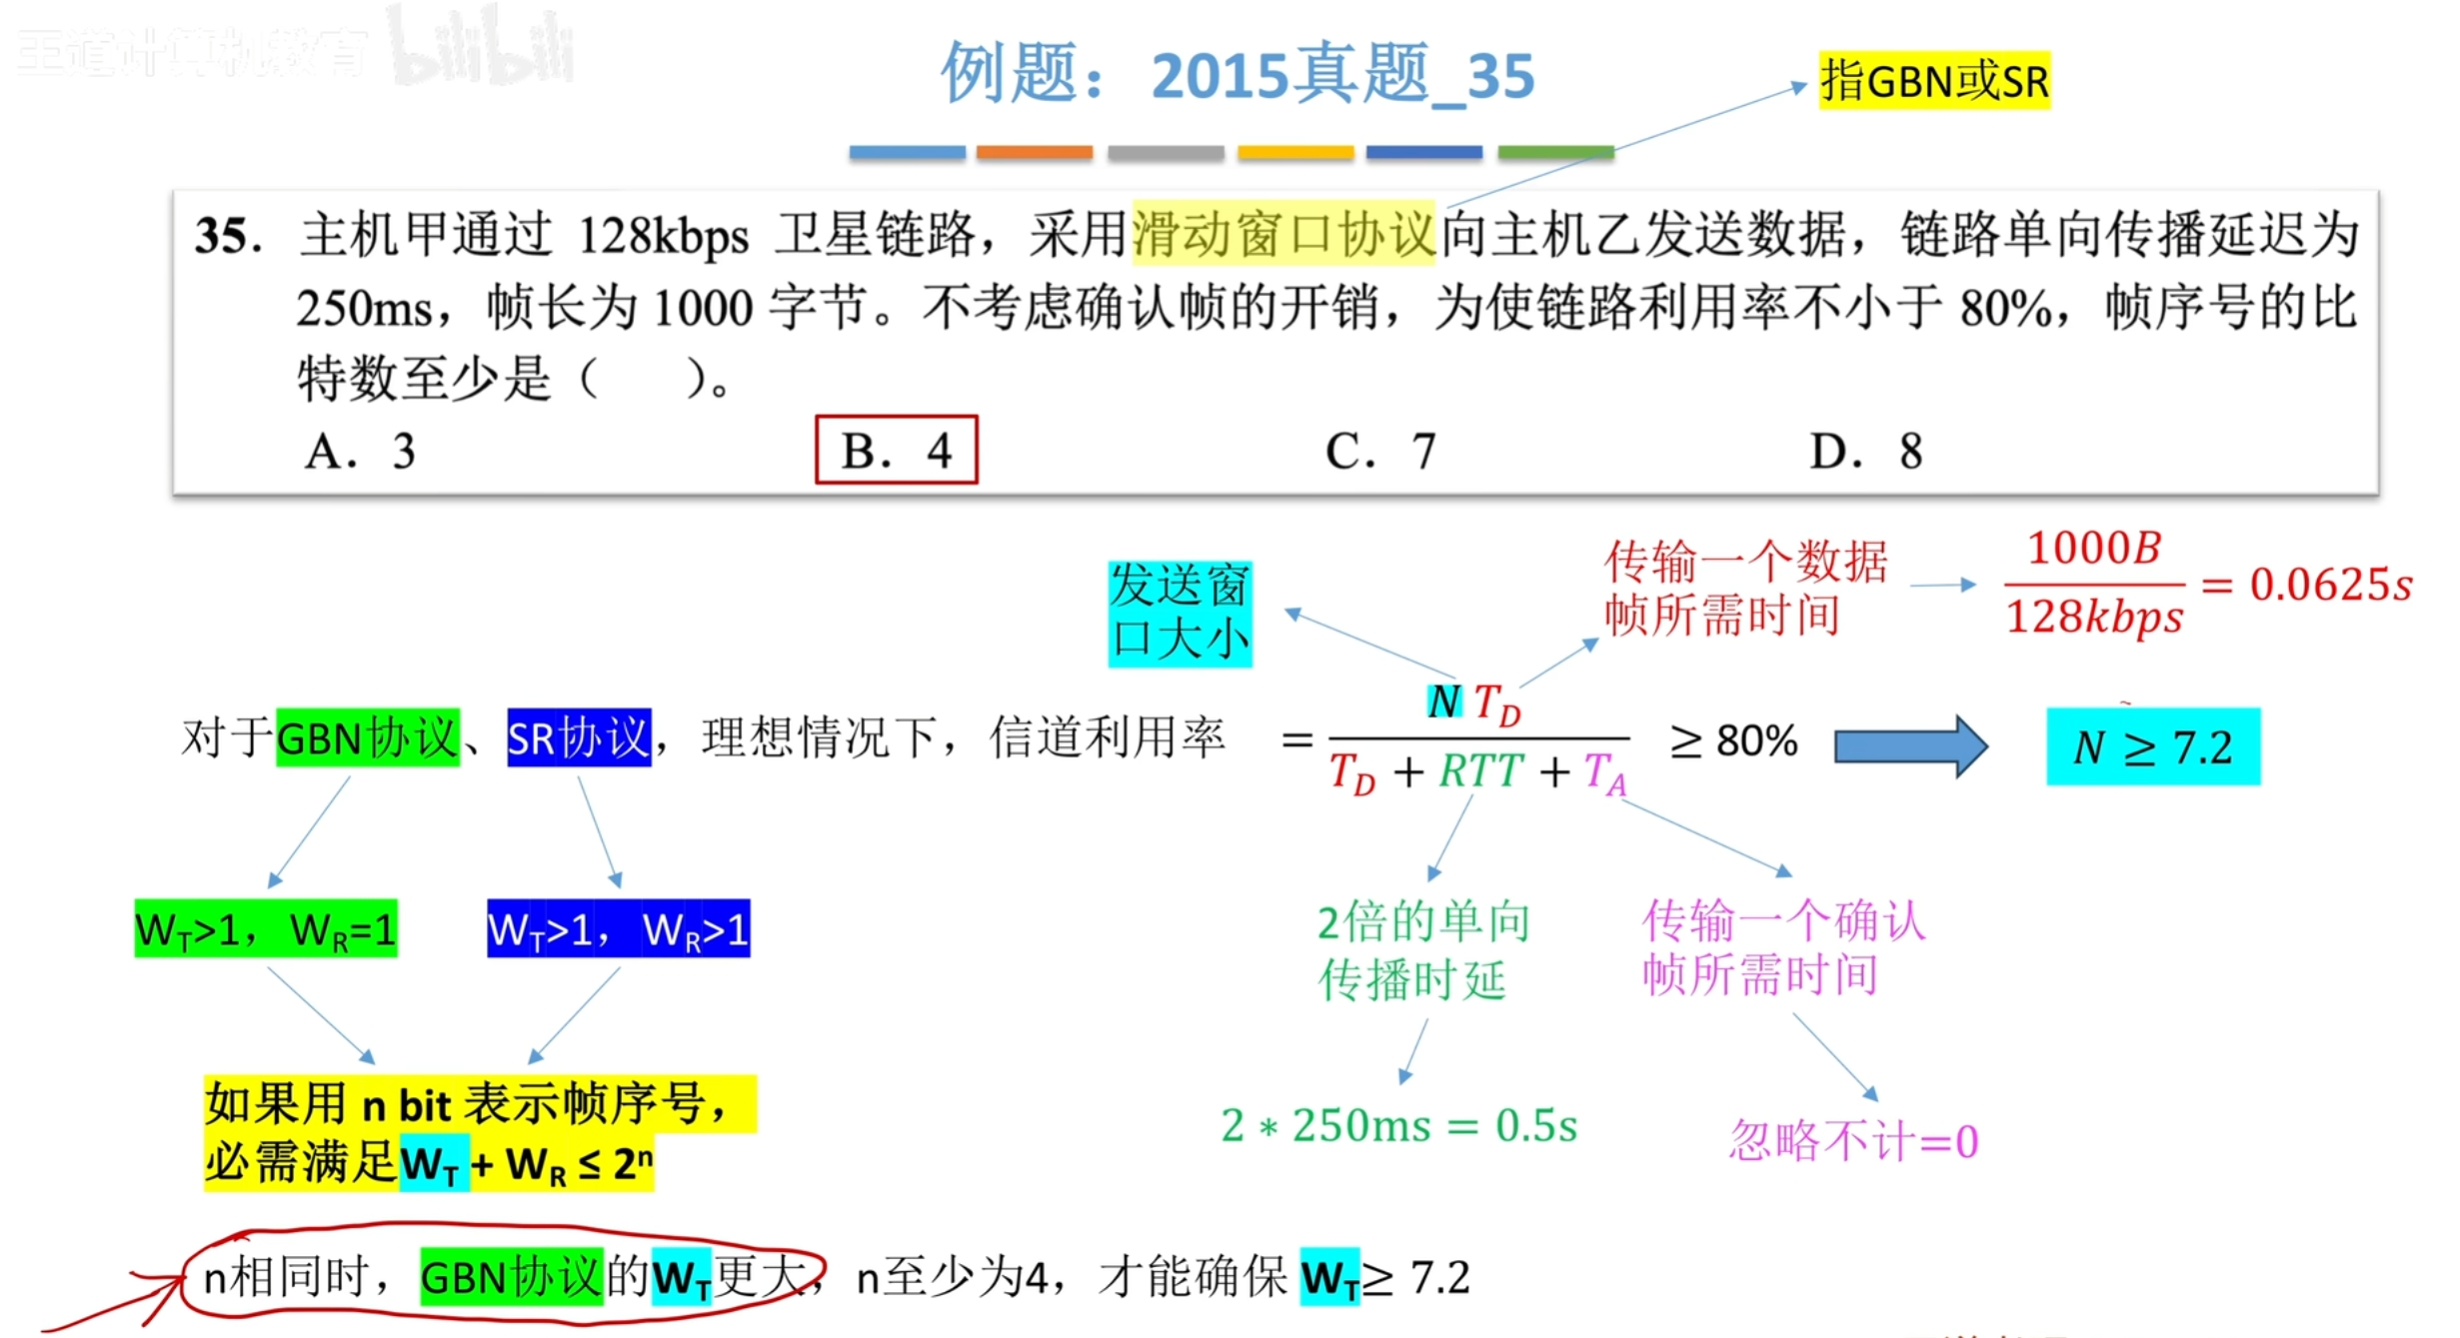 王道计算机教育 bilibili
例题：2015真题_35
指GBN或SR
35. 主机甲通过 128kbps 卫星链路，采用滑动窗口协议向主机乙发送数据，链路单向传播延迟为
250ms，帧长为 1000 字节。不考虑确认帧的开销，为使链路利用率不小于 80%，帧序号的比
特数至少是（ ）。
A. 3 B. 4 C. 7 D. 8
发送窗
口大小
传输一个数据
帧所需时间
1000B
128kbps
= 0.0625s
对于GBN协议、SR协议，理想情况下，信道利用率
=
N T_D
T_D + RTT + T_A
≥ 80%
N ≥ 7.2
W_T>1， W_R=1
W_T>1， W_R>1
2倍的单向
传播时延
传输一个确认
帧所需时间
如果用 n bit 表示帧序号，
必需满足W_T + W_R ≤ 2ⁿ
2 * 250ms = 0.5s
忽略不计=0
n相同时，GBN协议的W_T更大，n至少为4，才能确保 W_T≥ 7.2